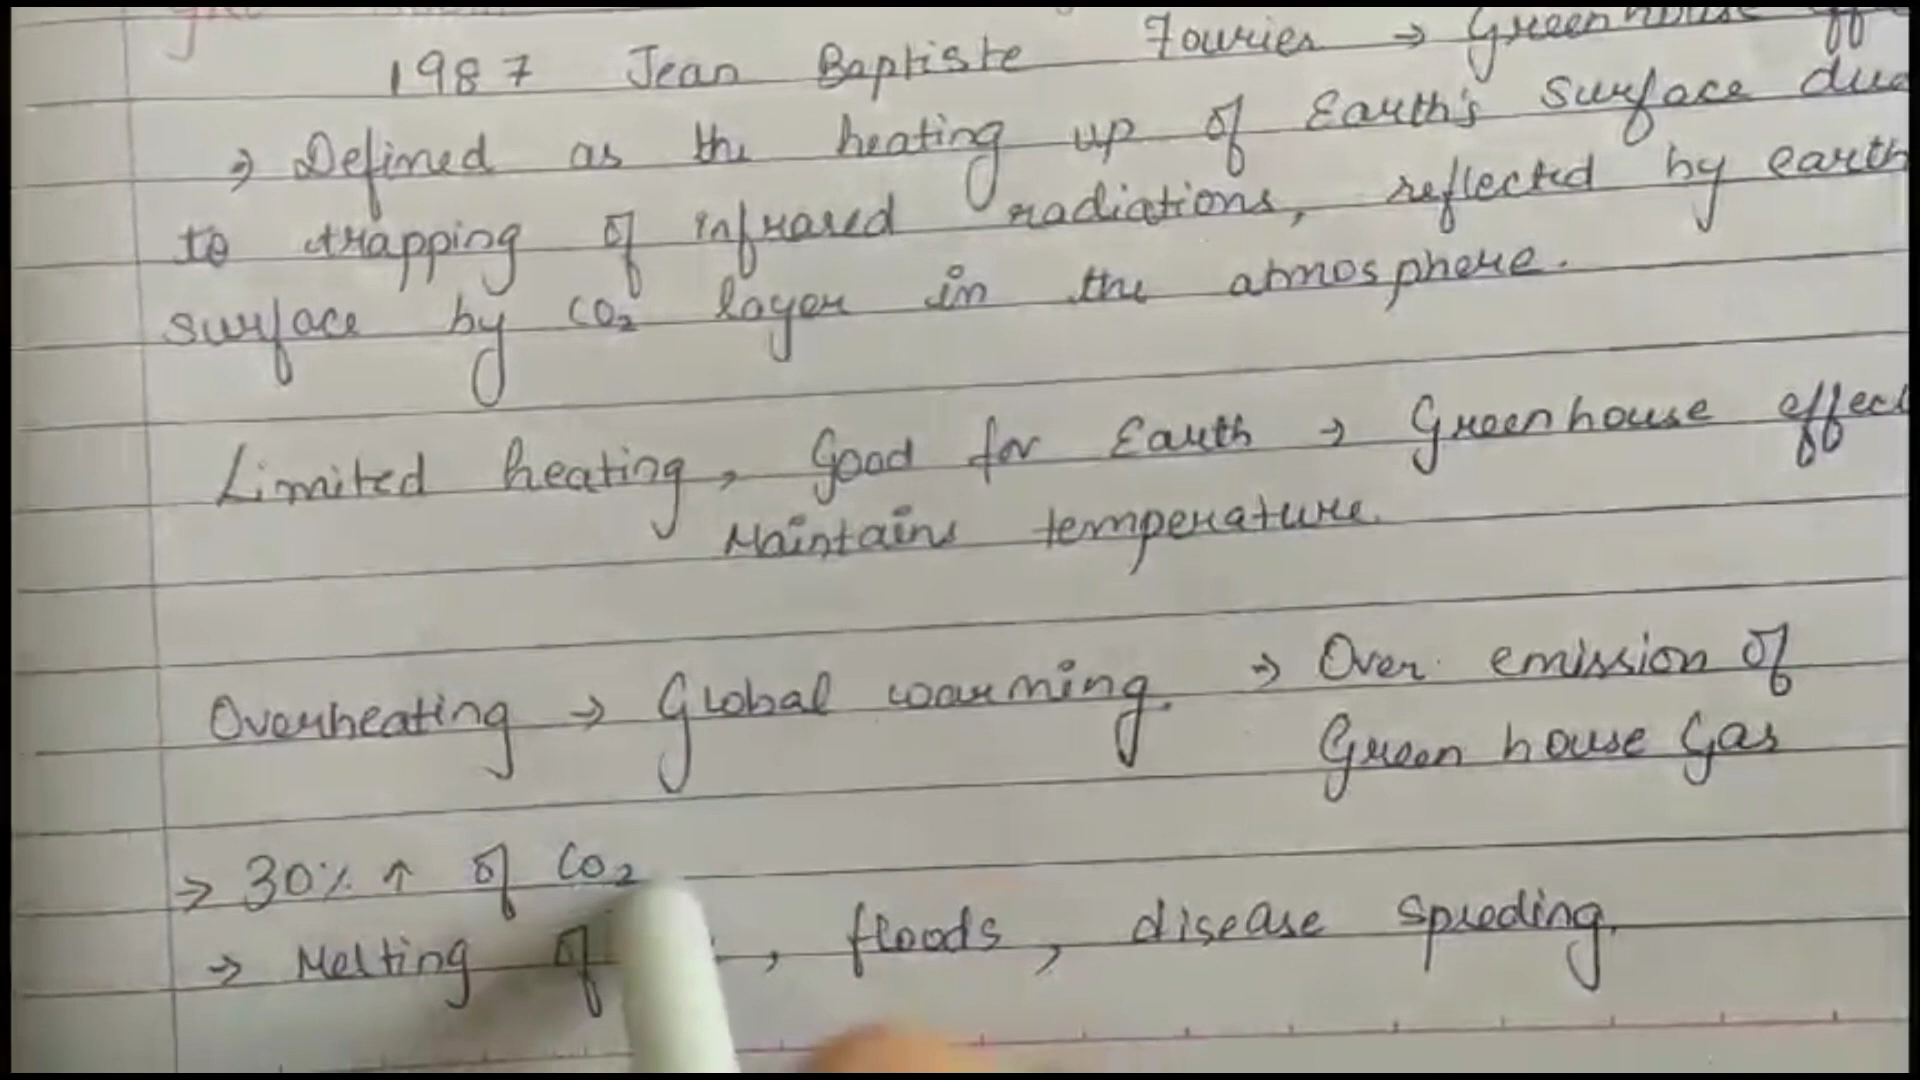 1987 Jean Baptiste Fourier → Greenhouse
⇒ Defined as the heating up of Earth's surface due
to trapping of infrared radiations, reflected by earth
surface by CO₂ layer in the atmosphere.
Limited heating, Good for Earth → Greenhouse effect
Maintains temperature.
Overheating → Global warming. → Over emission of
Green house Gas
→ 30% ↑ of CO₂
→ Melting of , floods, disease spreding.